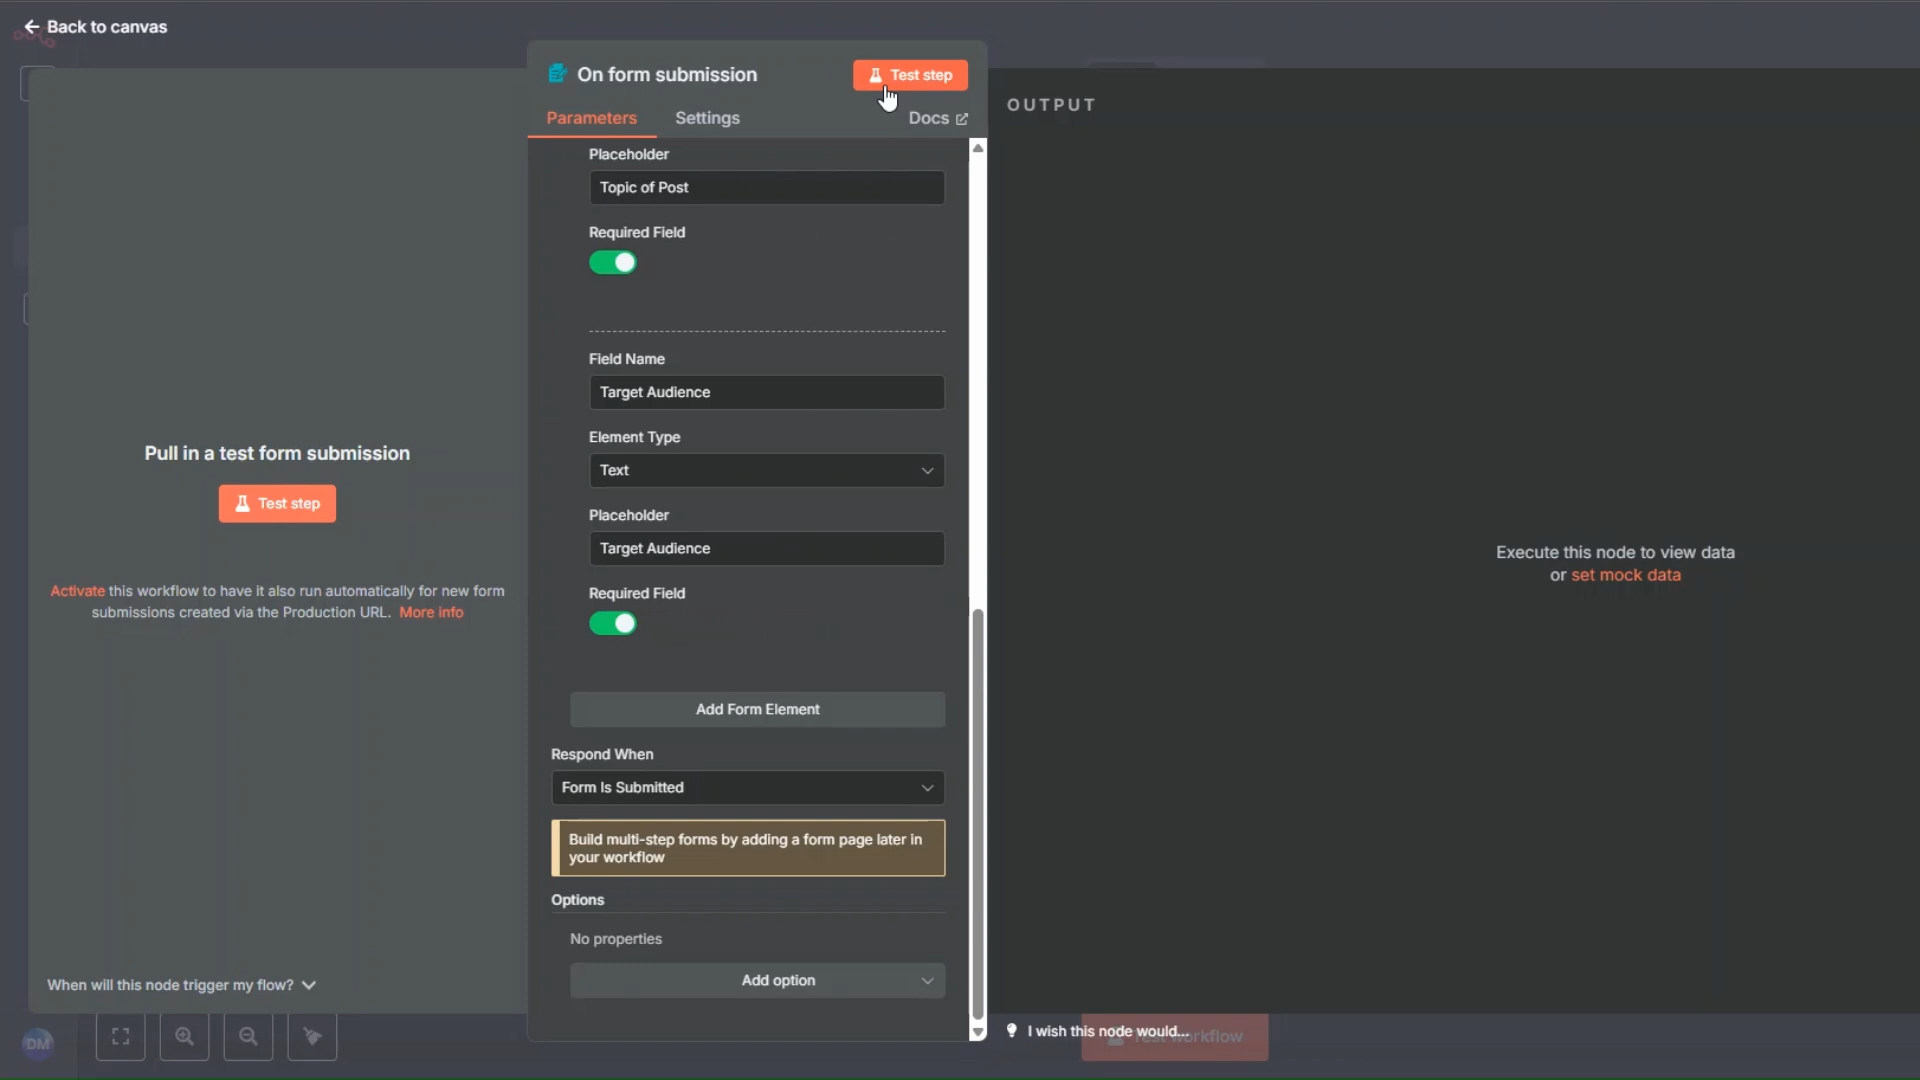 Back to canvas
On form submission
Test step
Parameters
Settings
Docs
OUTPUT
Placeholder
Topic of Post
Required Field
Field Name
Target Audience
Element Type
Text
Placeholder
Target Audience
Required Field
Add Form Element
Respond When
Form Is Submitted
Build multi-step forms by adding a form page later in
your workflow
Options
No properties
Add option
Pull in a test form submission
Test step
Activate this workflow to have it also run automatically for new form
submissions created via the Production URL. More info
When will this node trigger my flow?
Execute this node to view data
or set mock data
I wish this node would...
Test workflow
DM